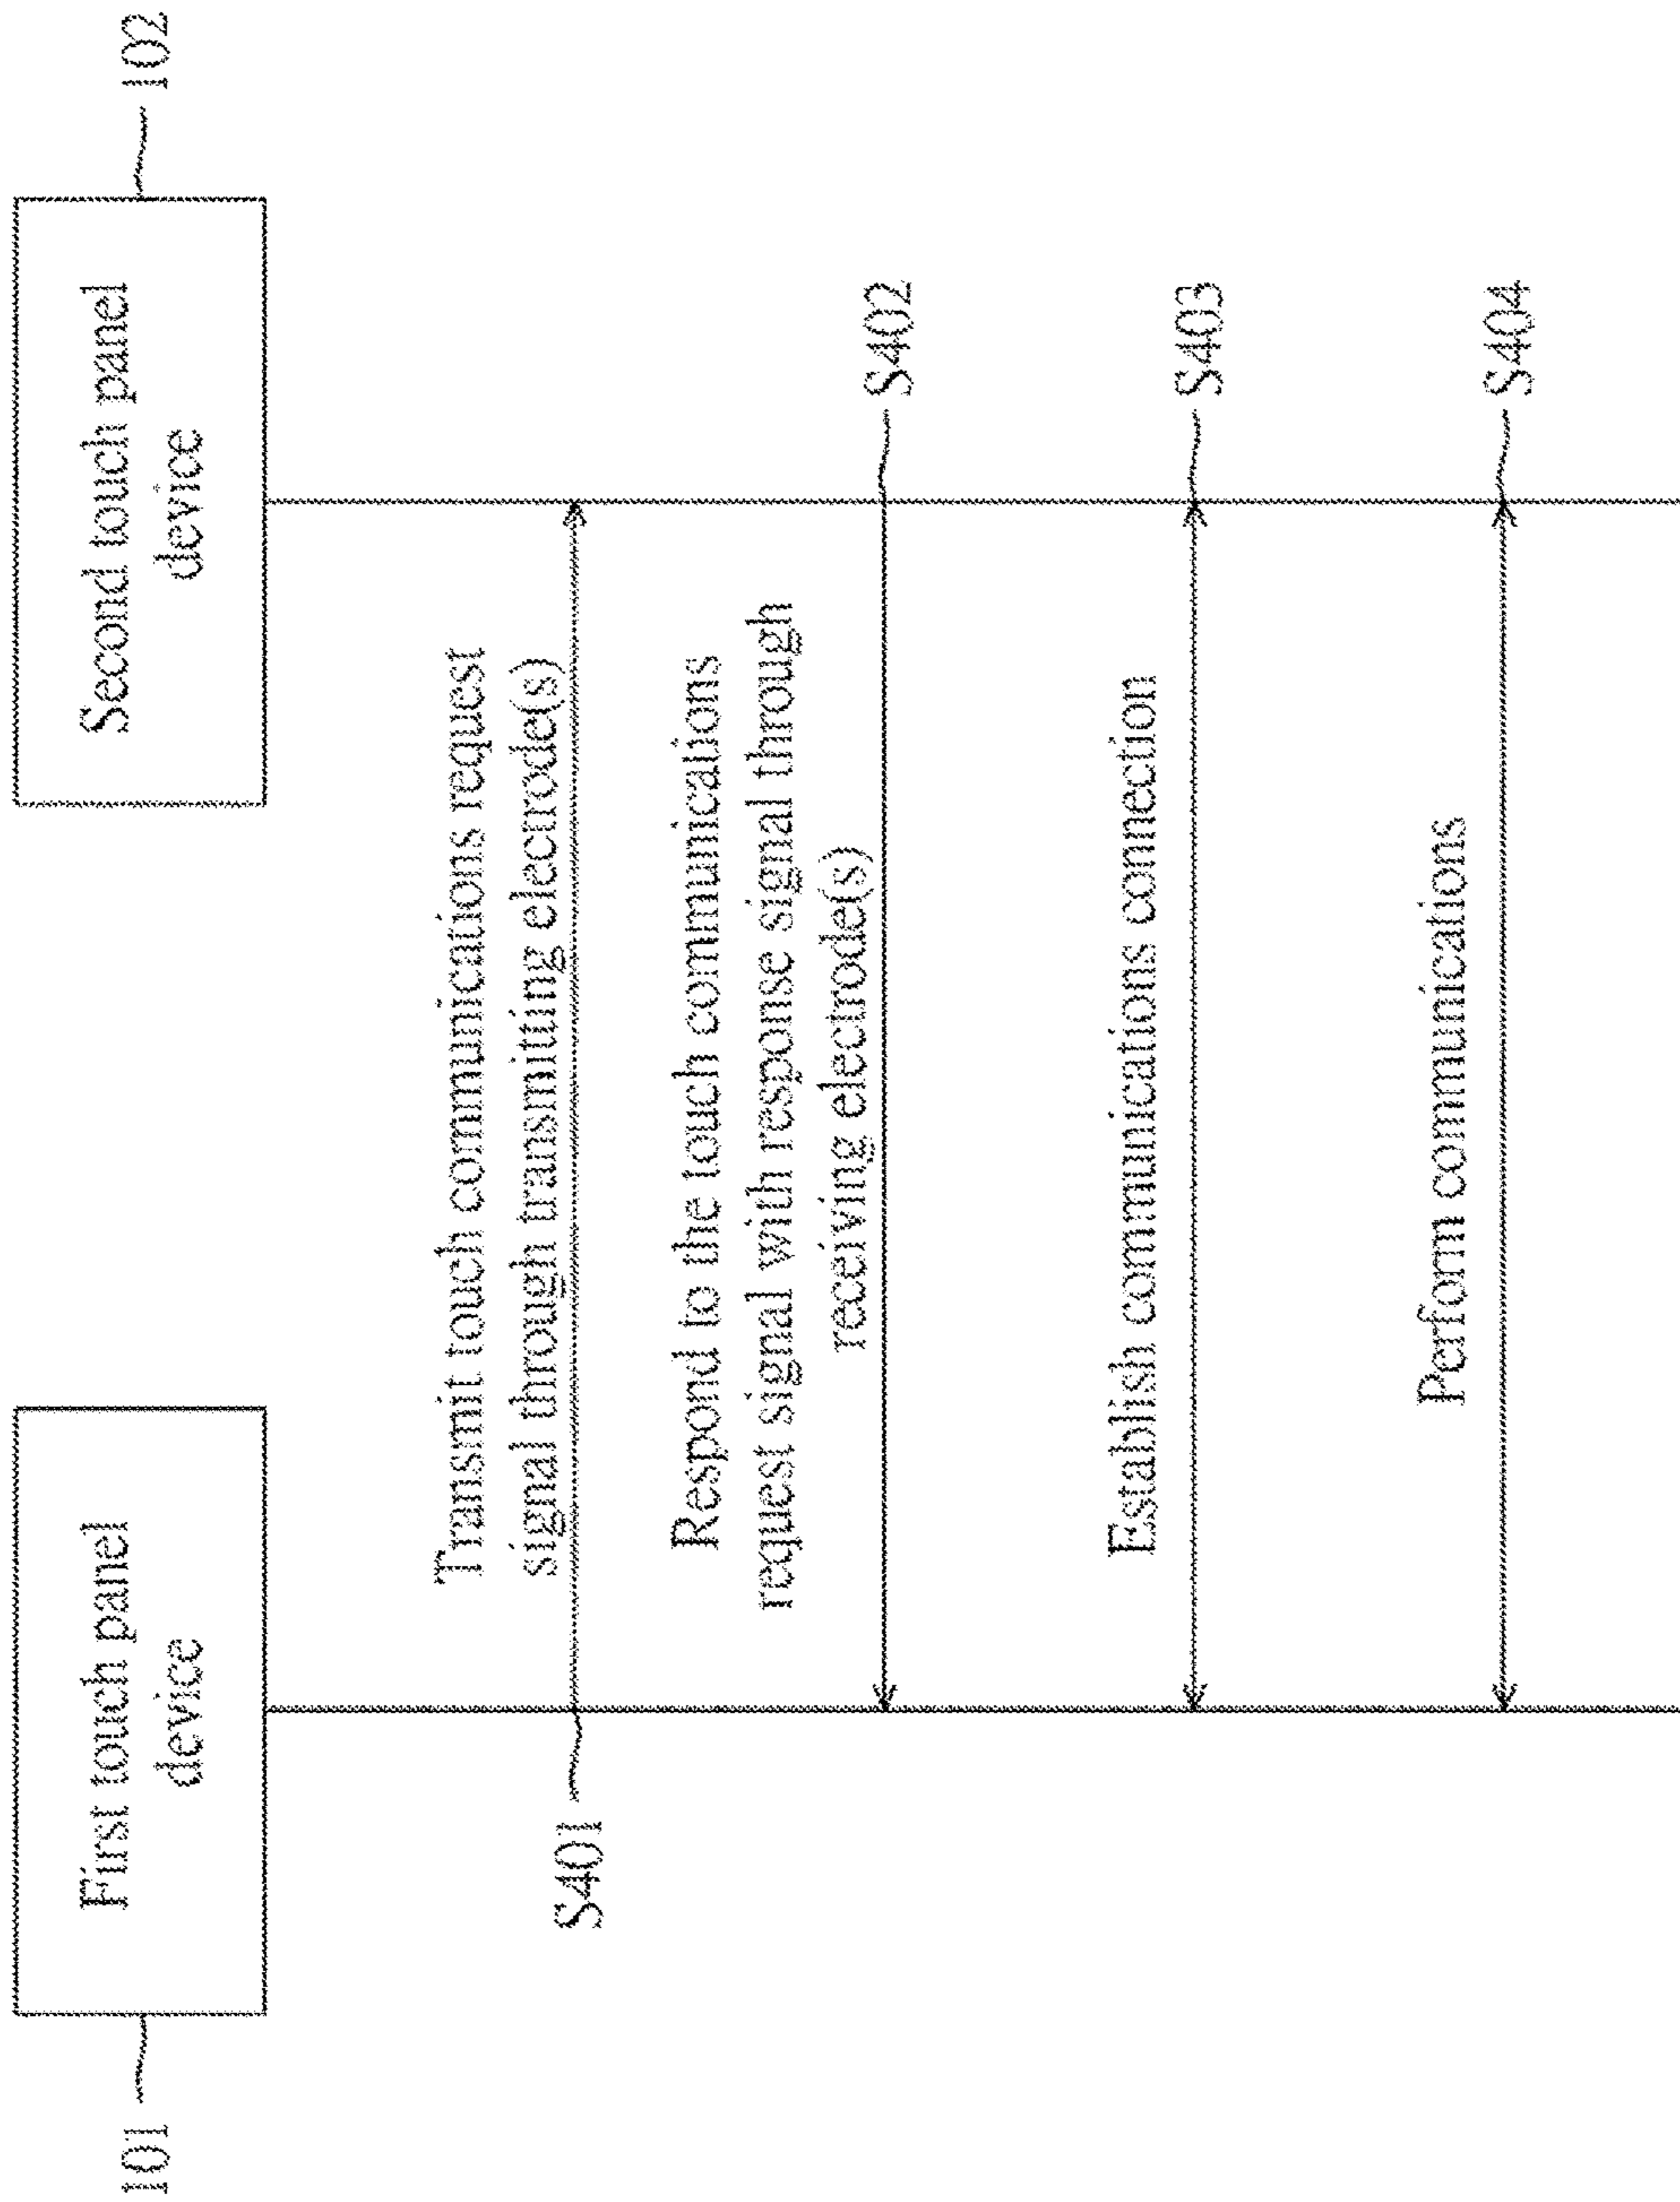 101
First touch panel
device
Second touch panel
device
102
Transmit touch communications request
signal through transmitting electrode(s)
S401
Respond to the touch communications
request signal with response signal through
receiving electrode(s)
S402
Establish communications connection
S403
Perform communications
S404